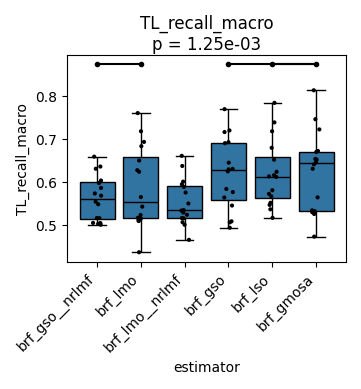 TL_recall_macro
p = 1.25e-03
TL_recall_macro
0.8
0.7
0.6
0.5
brf_gso__nrlmf
brf_lmo
brf_lmo__nrlmf
brf_gso
brf_lso
brf_gmosa
estimator